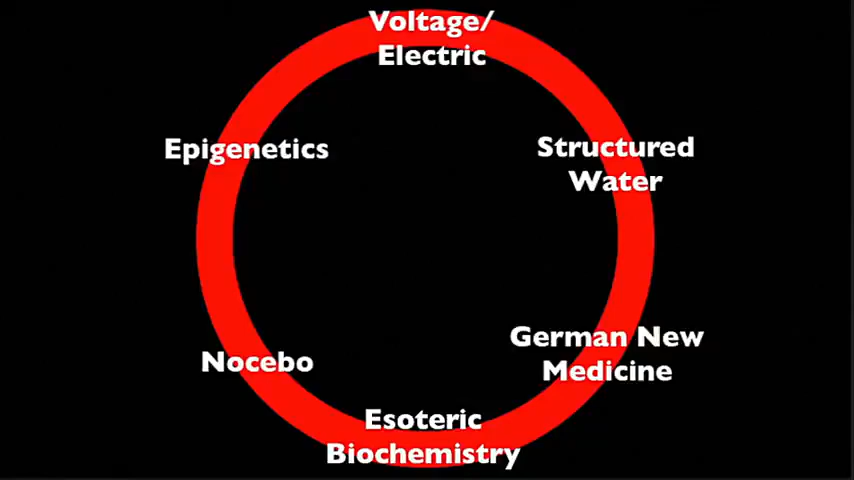 Voltage/
Electric
Structured
Water
German New
Medicine
Esoteric
Biochemistry
Nocebo
Epigenetics